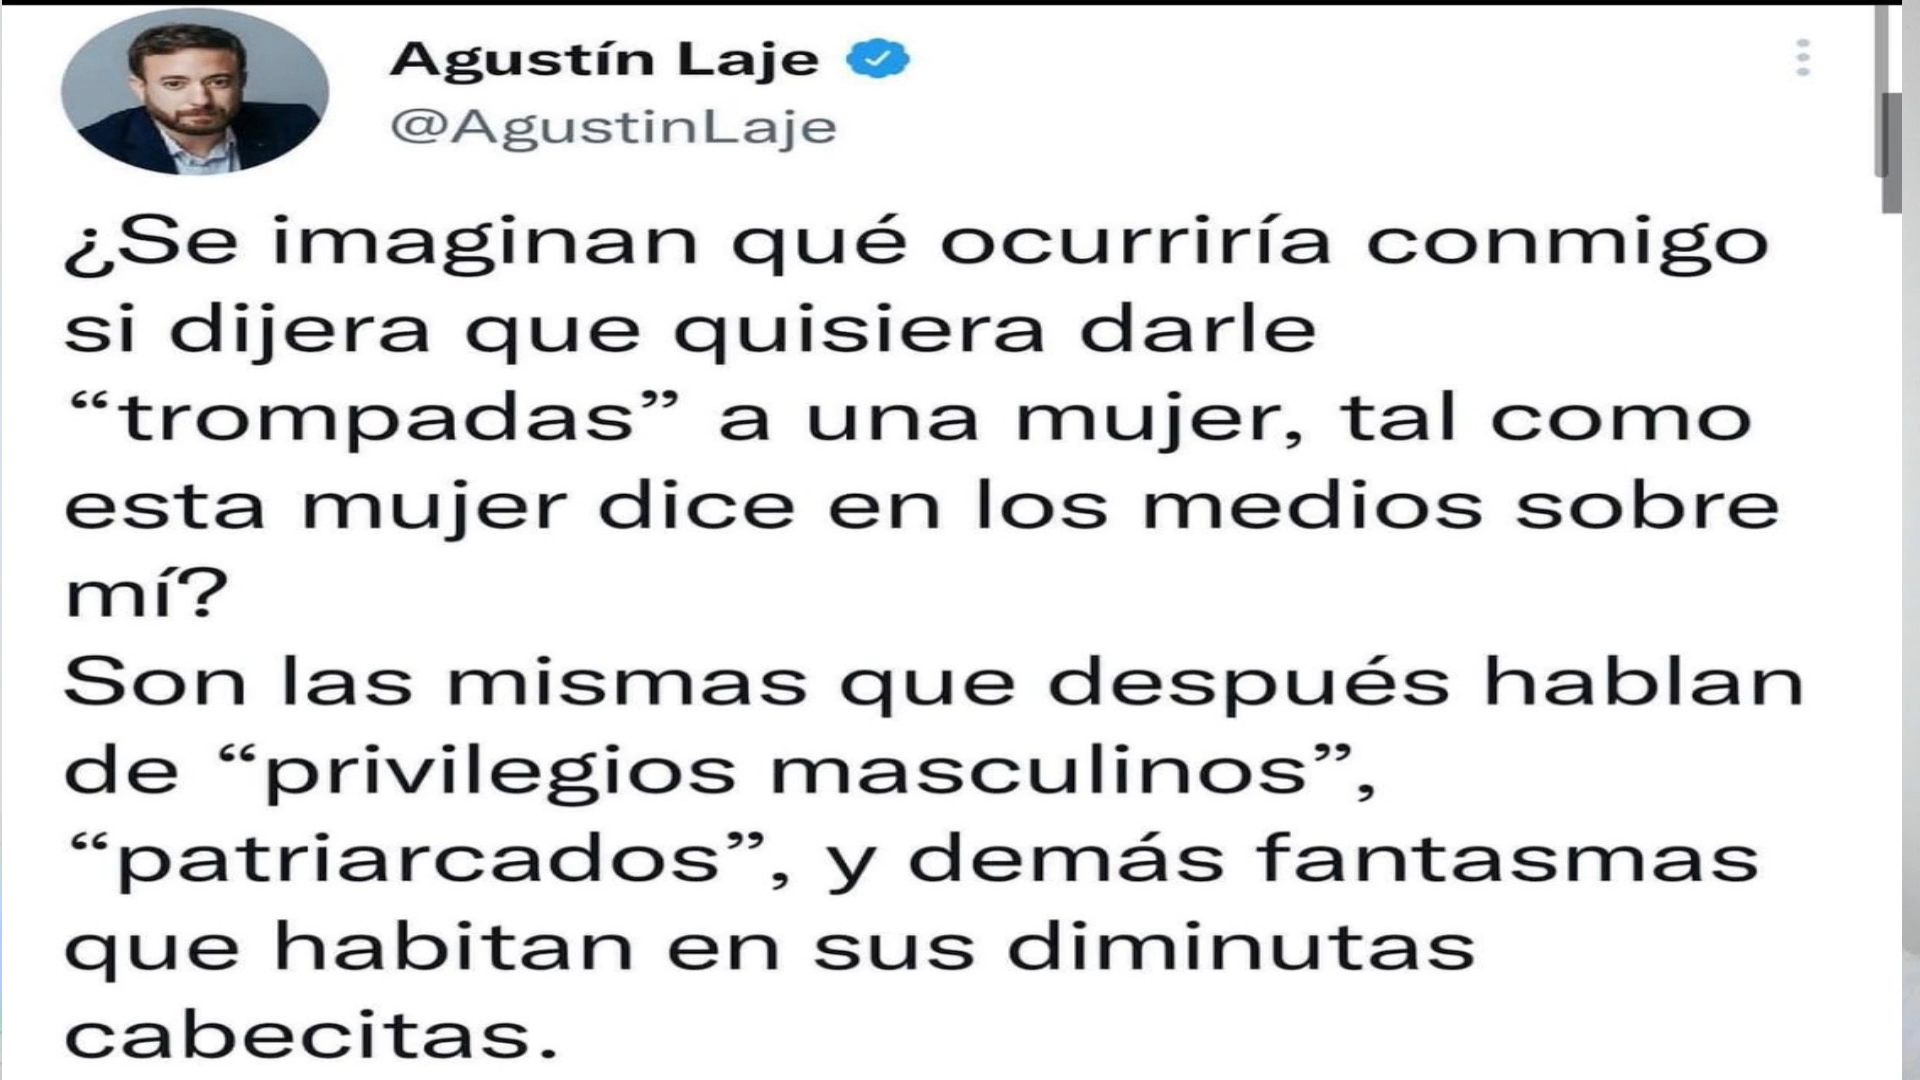 Agustín Laje
@AgustinLaje
¿Se imaginan qué ocurriría conmigo
si dijera que quisiera darle
“trompadas” a una mujer, tal como
esta mujer dice en los medios sobre
mí?
Son las mismas que después hablan
de “privilegios masculinos”,
“patriarcados”, y demás fantasmas
que habitan en sus diminutas
cabecitas.